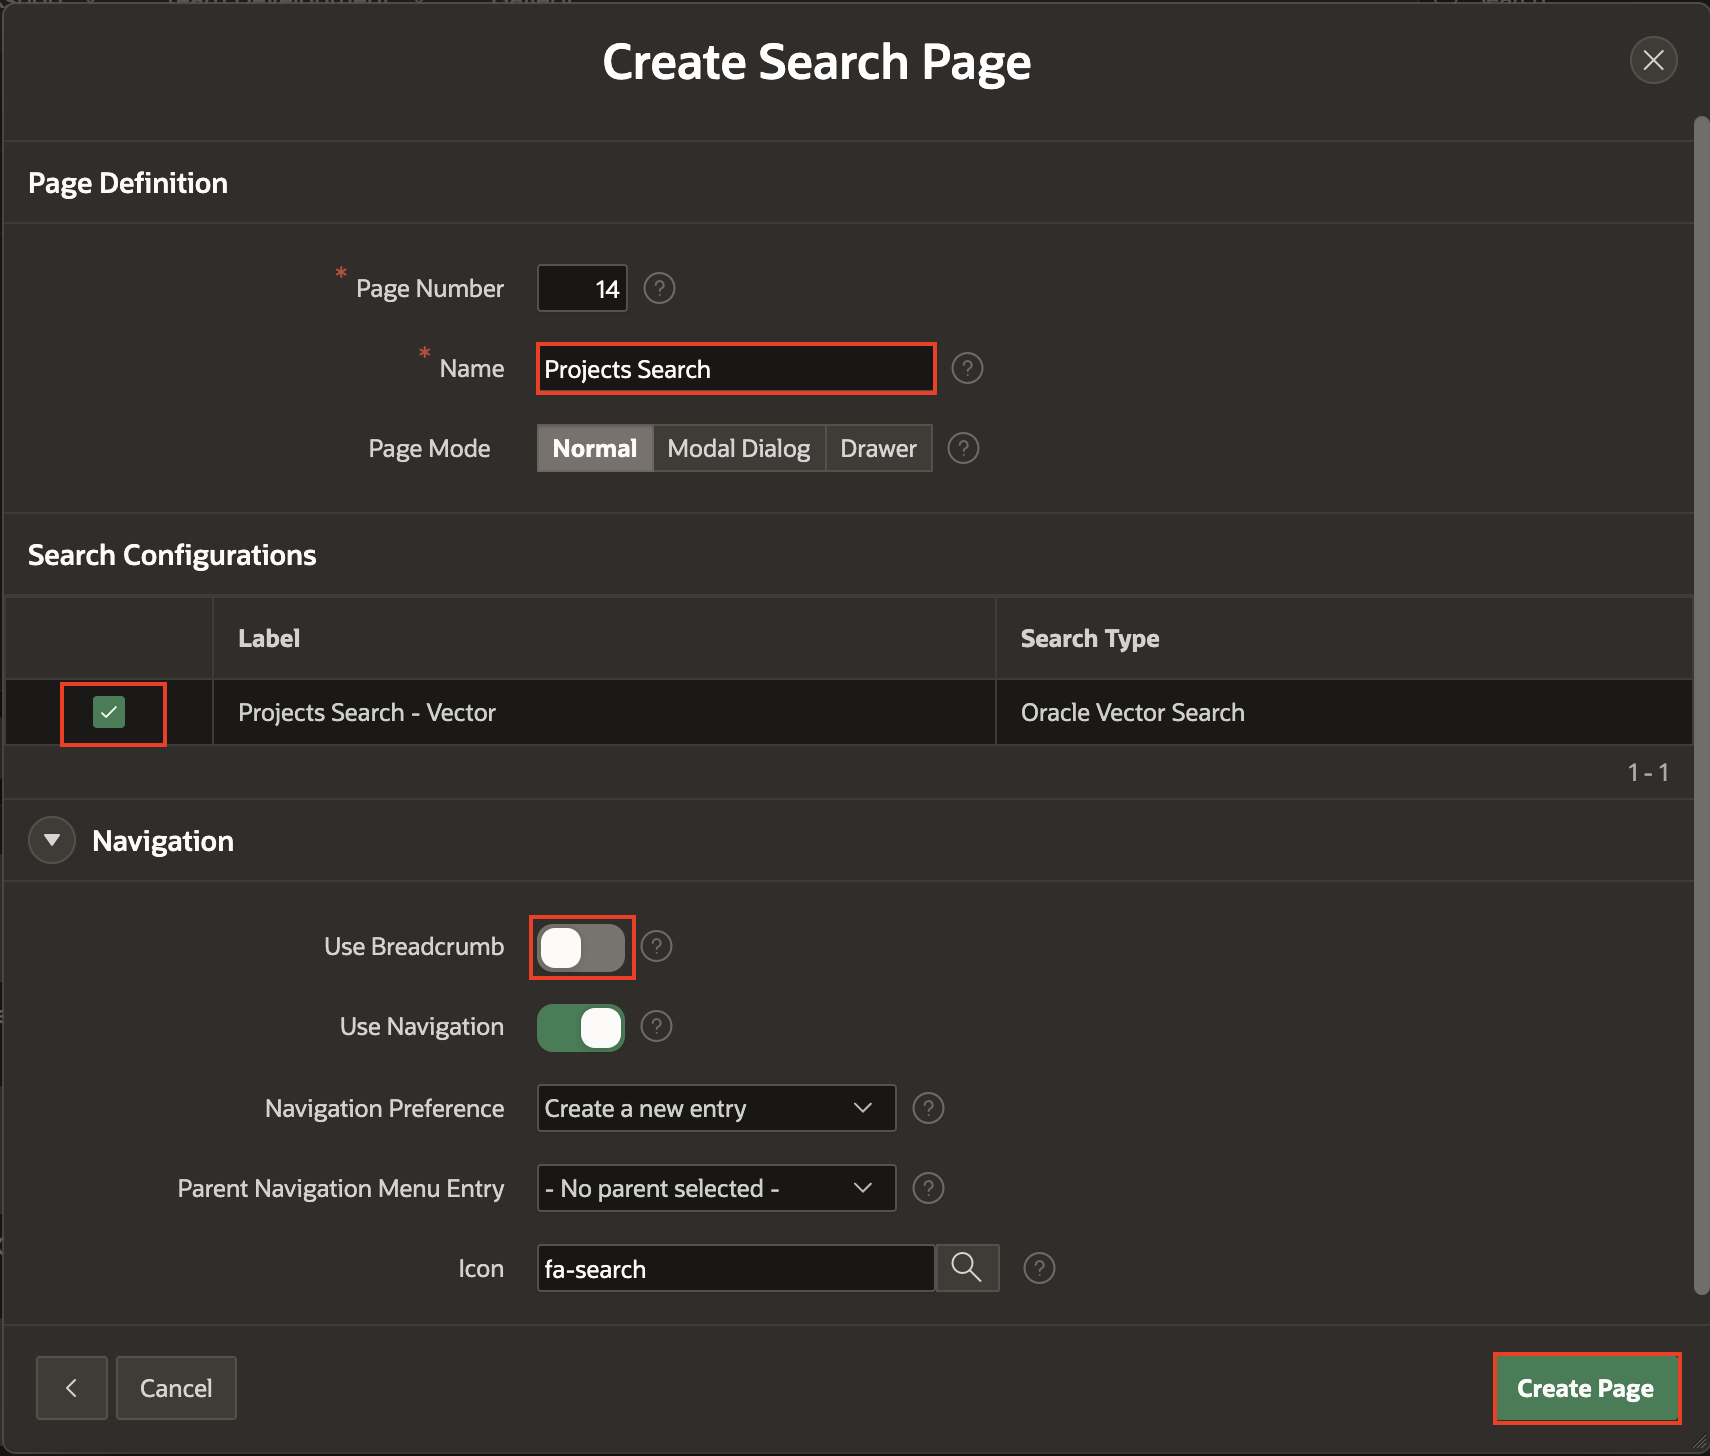 Create Search Page
Page Definition
* Page Number 14 ?
* Name Projects Search ?
Page Mode Normal Modal Dialog Drawer ?
Search Configurations
Label Search Type
Projects Search - Vector Oracle Vector Search
1 - 1
Navigation
Use Breadcrumb ?
Use Navigation ?
Navigation Preference Create a new entry ?
Parent Navigation Menu Entry - No parent selected - ?
Icon fa-search ?
Cancel Create Page